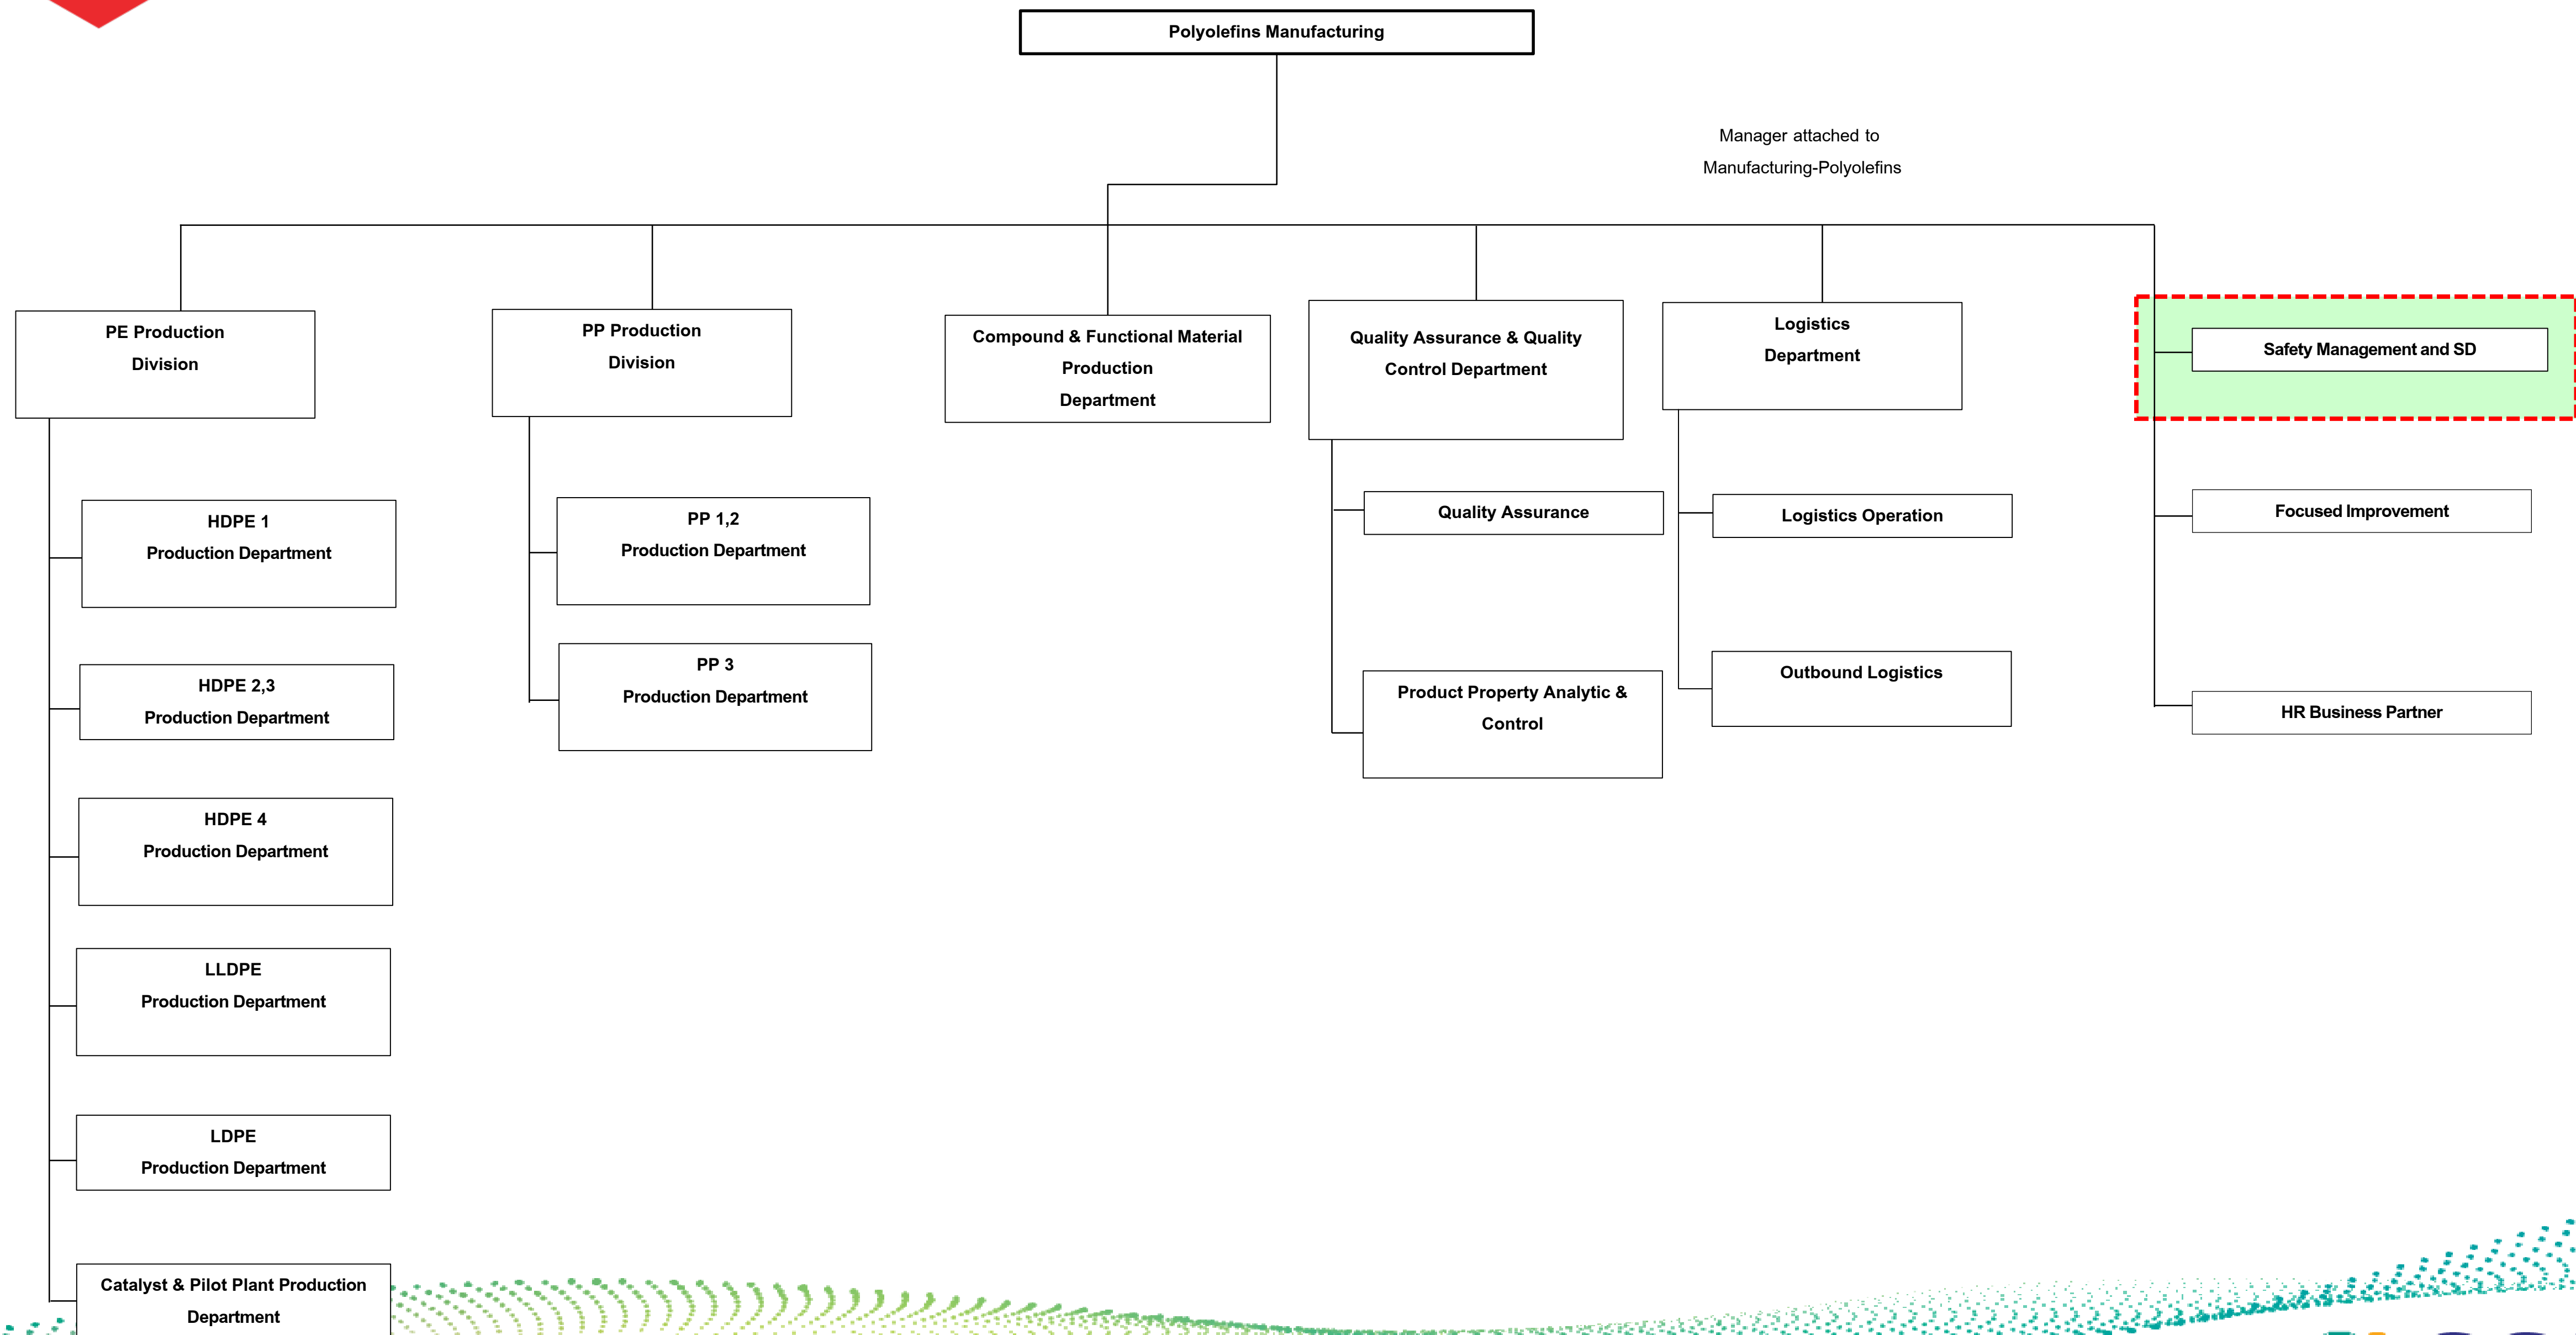 Polyolefins Manufacturing
Manager attached to
Manufacturing-Polyolefins
PE Production
Division
PP Production
Division
Compound & Functional Material
Production
Department
Quality Assurance & Quality
Control Department
Logistics
Department
Safety Management and SD
HDPE 1
Production Department
PP 1,2
Production Department
Quality Assurance
Logistics Operation
Focused Improvement
HDPE 2,3
Production Department
PP 3
Production Department
Product Property Analytic &
Control
Outbound Logistics
HR Business Partner
HDPE 4
Production Department
LLDPE
Production Department
LDPE
Production Department
Catalyst & Pilot Plant Production
Department